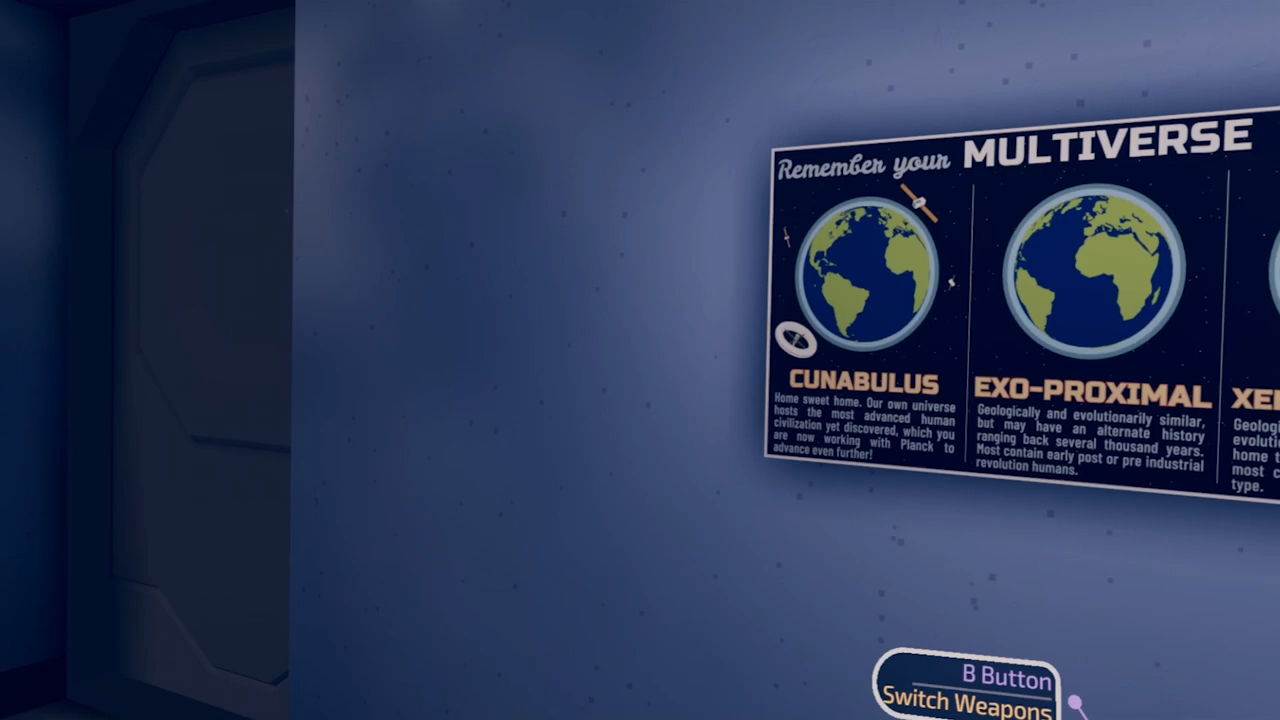 Remember your MULTIVERSE
CUNABULUS
Home sweet home. Our own universe
hosts the most advanced human
civilization yet discovered, which you
are now working with Planck to
advance even further!
EXO-PROXIMAL
Geologically and evolutionarily similar,
but may have an alternate history
ranging back several thousand years.
Most contain early post or pre industrial
revolution humans.
home
type.
B Button
Switch Weapons